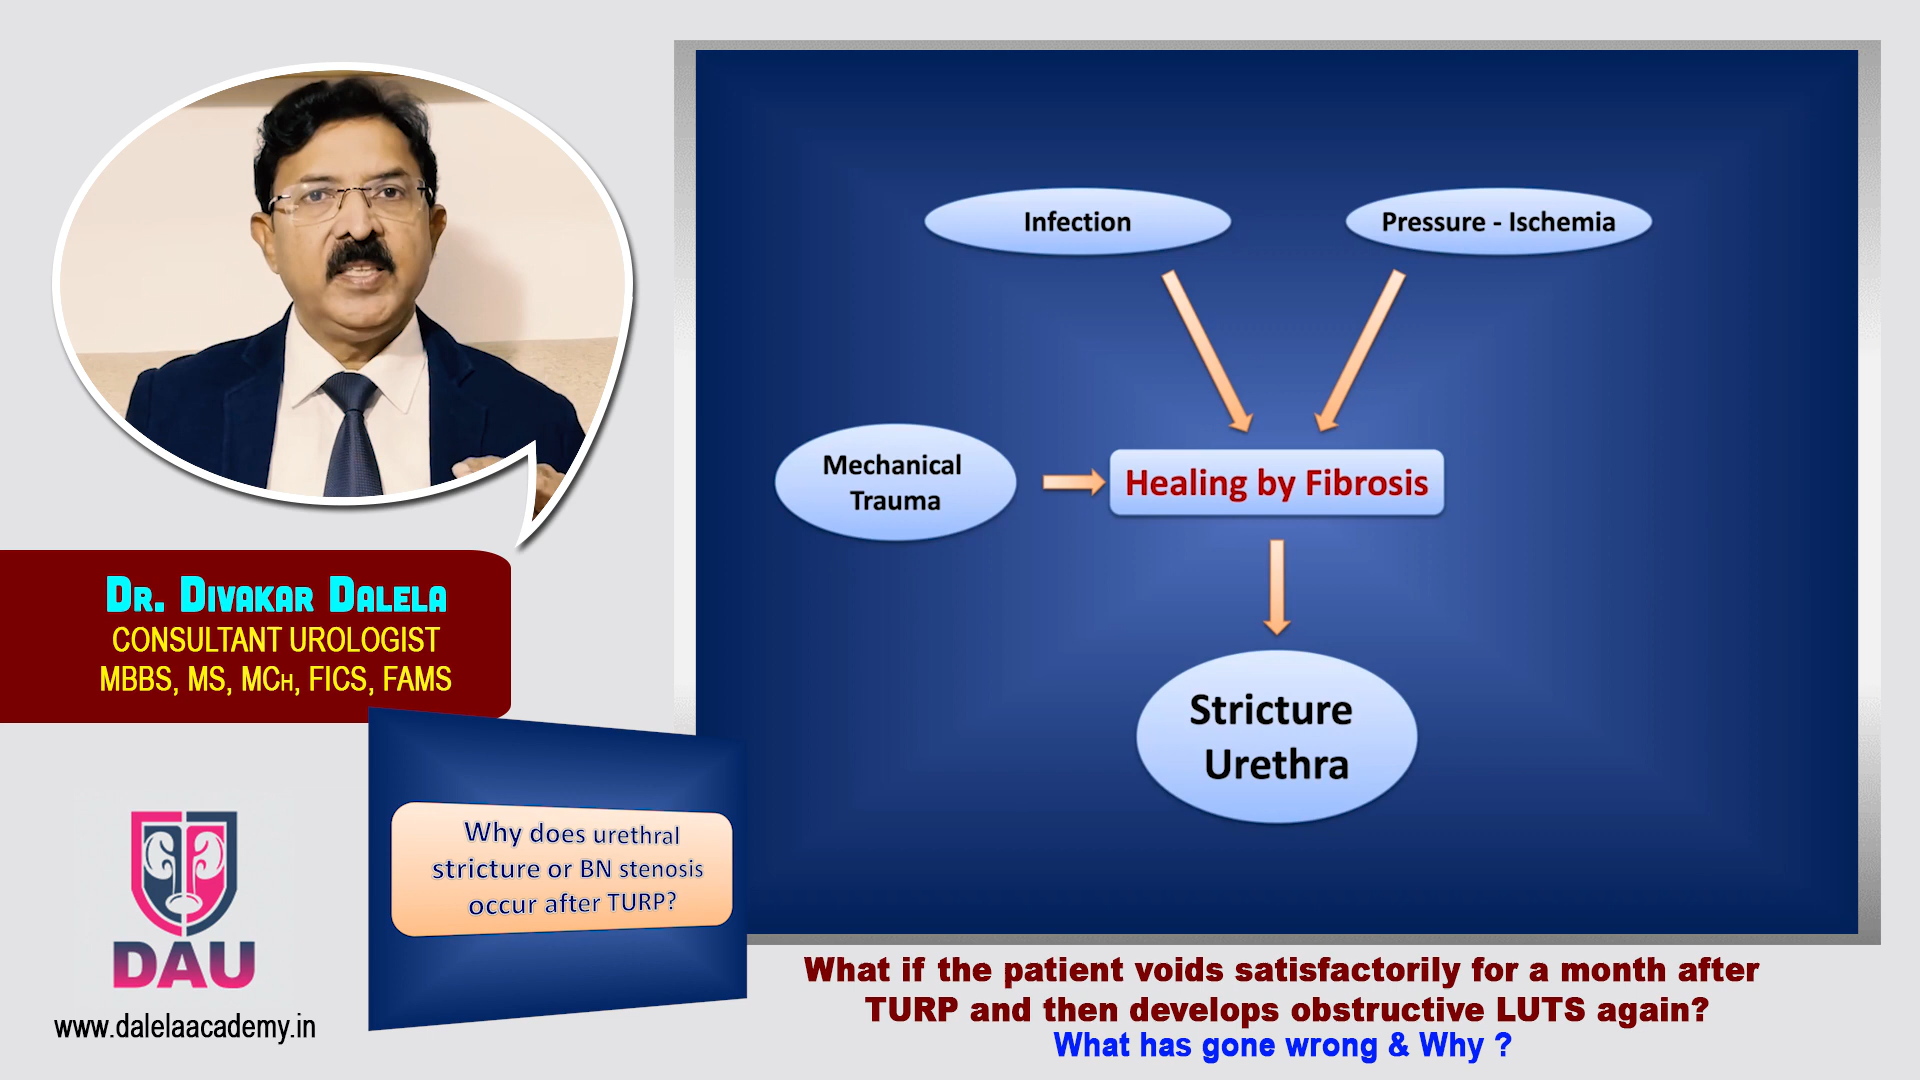 Infection
Pressure - Ischemia
Mechanical
Trauma
Healing by Fibrosis
Stricture
Urethra
Dr. Divakar Dalela
CONSULTANT UROLOGIST
MBBS, MS, MCH, FICS, FAMS
Why does urethral
stricture or BN stenosis
occur after TURP?
DAU
www.dalelaacademy.in
What if the patient voids satisfactorily for a month after
TURP and then develops obstructive LUTS again?
What has gone wrong & Why ?